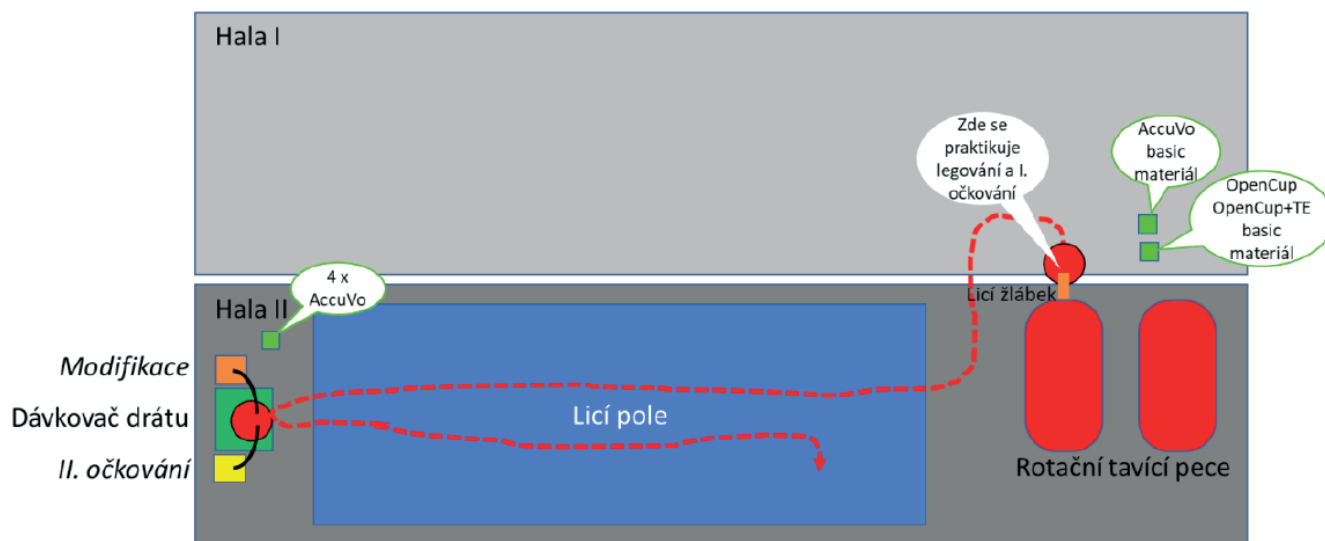 Hala I
Zde se
praktikuje
legování a I.
očkování
AccuVo
basic
materiál
OpenCup
OpenCup+TE
basic
materiál
4 x
AccuVo
Hala II
Licí žlábek
Modifikace
Dávkovač drátu
II. očkování
Licí pole
Rotační tavící pece